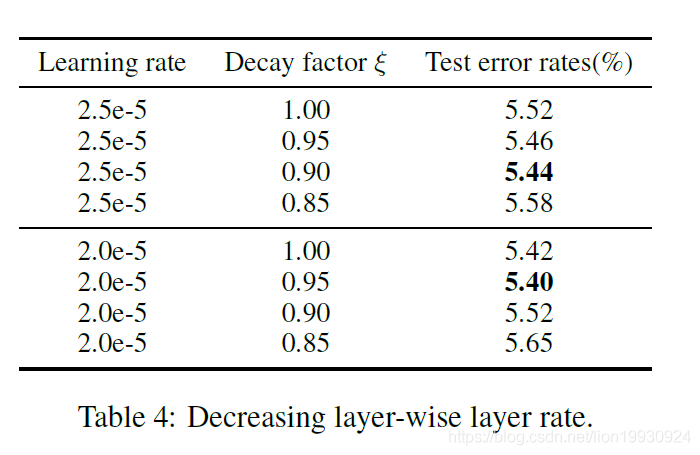 Learning rate Decay factor ξ Test error rates(%)
2.5e-5 1.00 5.52
2.5e-5 0.95 5.46
2.5e-5 0.90 5.44
2.5e-5 0.85 5.58
2.0e-5 1.00 5.42
2.0e-5 0.95 5.40
2.0e-5 0.90 5.52
2.0e-5 0.85 5.65
Table 4: Decreasing layer-wise layer rate.
https://blog.csdn.net/lion19930924